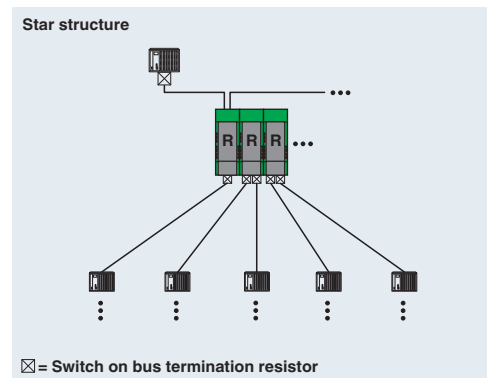 Star structure
R R R
= Switch on bus termination resistor